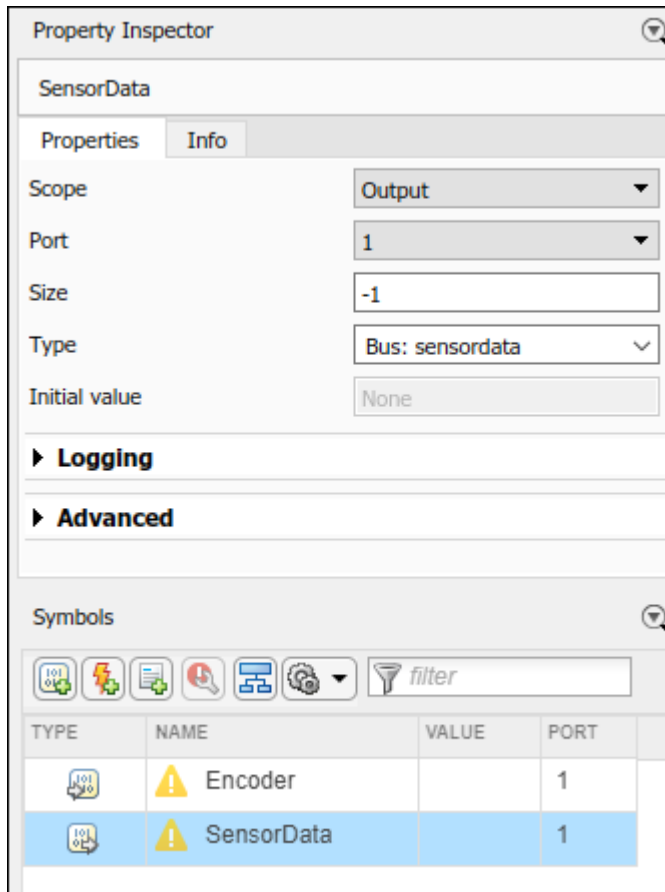 Property Inspector
SensorData
Properties Info
Scope Output
Port 1
Size -1
Type Bus: sensordata
Initial value None
Logging
Advanced
Symbols
filter
TYPE NAME VALUE PORT
Encoder 1
SensorData 1